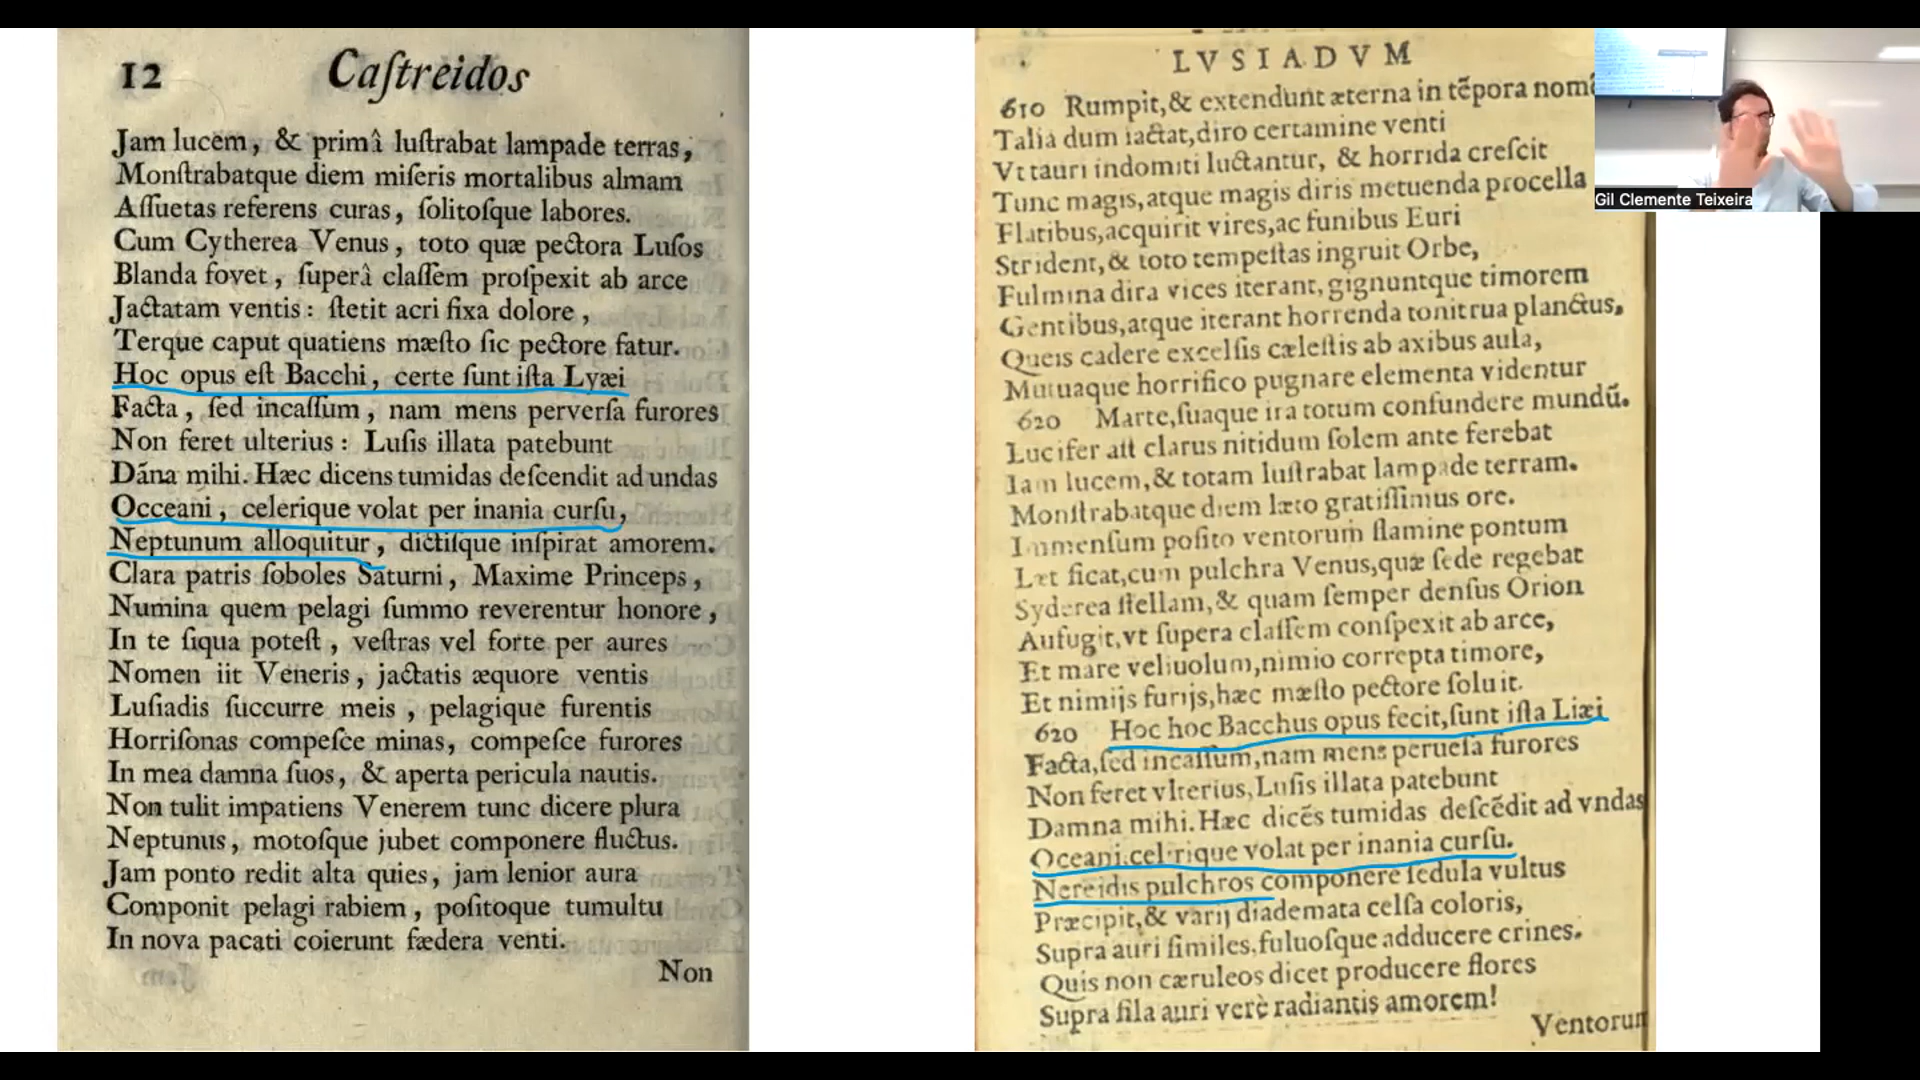 12 Caſtreidos
Jam lucem, & primâ luſtrabat lampade terras,
Monſtrabatque diem miſeris mortalibus almam
Aſſuetas referens curas, ſolitoſque labores.
Cum Cytherea Venus, toto quæ pectora Luſos
Blanda fovet, ſuperâ claſſem proſpexit ab arce
Jactatam ventis: ſtetit acri fixa dolore,
Terque caput quatiens mæſto ſic pectore fatur.
Hoc opus eſt Bacchi, certe ſunt iſta Lyæi
Facta, ſed incaſſum, nam mens perverſa furores
Non feret ulterius: Luſis illata patebunt
Dána mihi. Hæc dicens tumidas deſcendit ad undas
Occeani, celerique volat per inania curſu,
Neptunum alloquitur, dictiſque inſpirat amorem.
Clara patris ſoboles Saturni, Maxime Princeps,
Numina quem pelagi ſummo reverentur honore,
In te ſiqua poteſt, veſtras vel forte per aures
Nomen iit Veneris, jactatis æquore ventis
Luſiadis ſuccurre meis, pelagique furentis
Horriſonas compeſce minas, compeſce furores
In mea damna ſuos, & aperta pericula nautis.
Non tulit impatiens Venerem tunc dicere plura
Neptunus, motoſque jubet componere fluctus.
Jam ponto redit alta quies, jam lenior aura
Componit pelagi rabiem, poſitoque tumultu
In nova pacati coierunt fædera venti.
Non
LVSIADVM
610 Rumpit,& extendunt æterna in tẽpora
Talia dum iactat,diro certamine venti
Vt tauri indomiti luctantur, & horrida creſcit
Tunc magis,atque magis diris metuenda procella
Flatibus,acquirit vires,ac funibus Euri
Strident,& toto tempeſtas ingruit Orbe,
Fulmina dira vices iterant,gignuntque timorem
Gentibus,atque iterant horrenda tonitrua planctus,
Queis cadere excelſis cæleſtis ab axibus aula,
Mutuaque horrifico pugnare elementa videntur
620 Marte,ſuaque ira totum confundere mundũ.
Lucifer aſt clarus nitidum ſolem ante ferebat
Iam lucem,& totam luſtrabat lampade terram.
Monſtrabatque diem læto gratiſſimus ore.
Immenſum poſito ventorum flamine pontum
Læt ficat,cum pulchra Venus,quæ ſede regebat
Syderea ſtellam,& quam ſemper denſus Orion
Aufugit,vt ſupera claſſem conſpexit ab arce,
Et mare veliuolum,nimio correpta timore,
Et nimijs furijs,hæc mæſto pectore ſoluit.
620 Hoc hoc Bacchus opus fecit,ſunt iſta Liæi
Facta,ſed incaſſum,nam mens peruerſa furores
Non feret vlterius,Luſis illata patebunt
Damna mihi. Hæc dicẽs tumidas deſcẽdit ad vndas
Oceani,cel rique volat per inania curſu.
Nereidis pulchros componere ſedula vultus
Præcipit,& varij diademata celſa coloris,
Supra auri ſimiles,fuluoſque adducere crines.
Quis non cæruleos dicet producere flores
Supra fila auri verè radiantis amorem!
Ventorum
Gil Clemente Teixeira